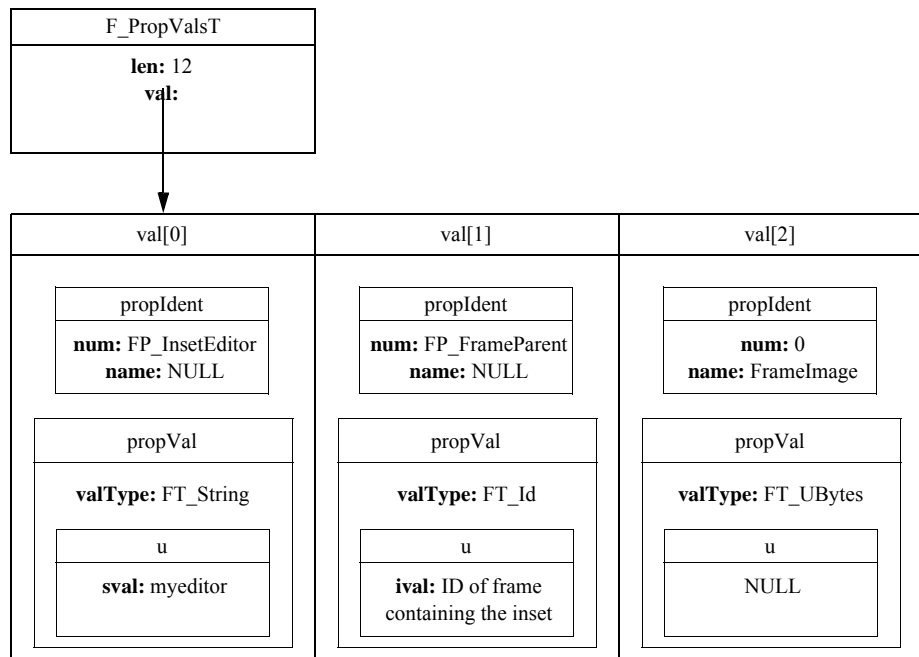 F_PropValsT
len: 12
val:
val[0]
val[1]
val[2]
propIdent
num: FP_InsetEditor
name: NULL
propIdent
num: FP_FrameParent
name: NULL
propIdent
num: 0
name: FrameImage
propVal
valType: FT_String
u
sval: myeditor
propVal
valType: FT_Id
u
ival: ID of frame
containing the inset
propVal
valType: FT_UBytes
u
NULL